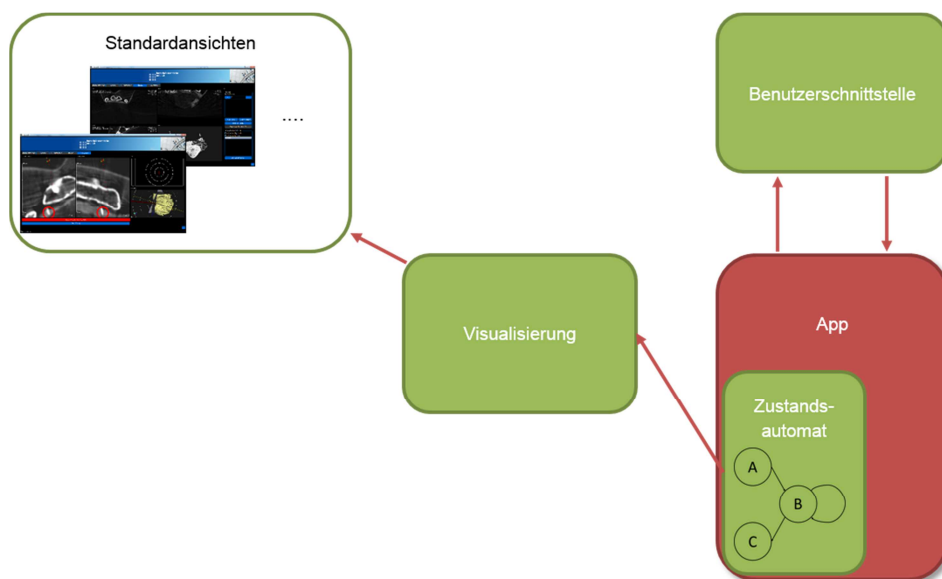 Standardansichten
....
Benutzerschnittstelle
Visualisierung
App
Zustands-
automat
A
B
C